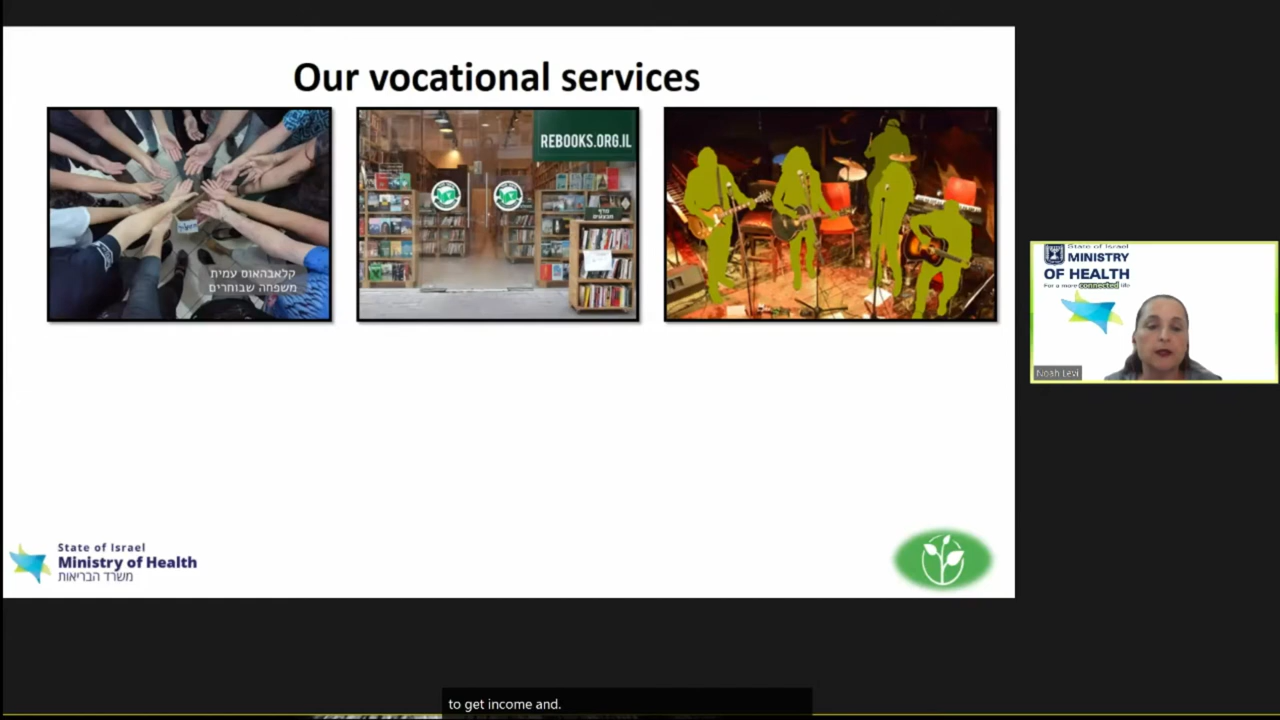 Our vocational services
קלאבהאוס עמית
משפחה שבוחרים
REBOOKS.ORG.IL
State of Israel
Ministry of Health
משרד הבריאות
State of Israel
MINISTRY
OF HEALTH
For a more connected life
Noah Levi
to get income and.